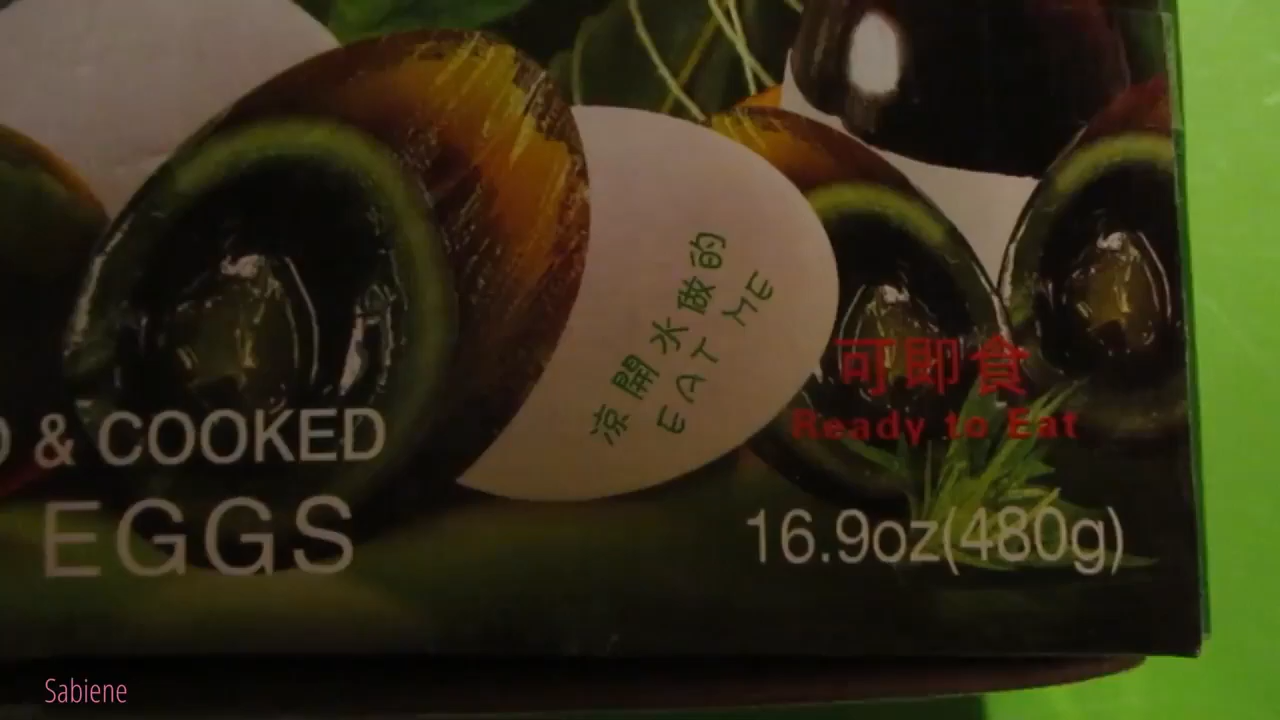 涼開水做的
EAT ME
可即食
Ready to Eat
& COOKED
EGGS
16.9oz(480g)
Sabiene